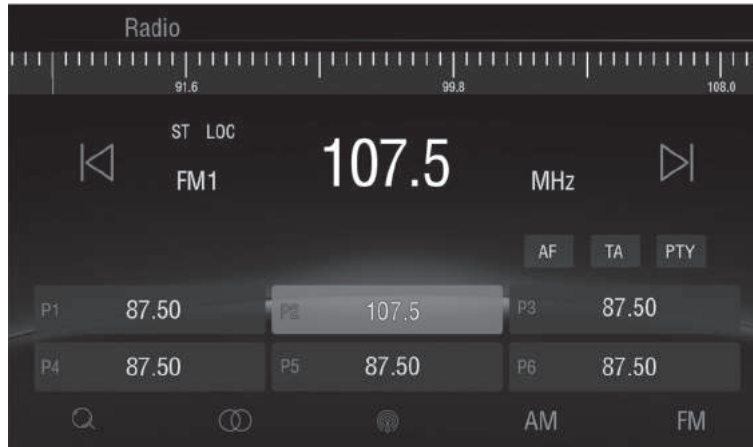 Radio
91.6 99.8 108.0
ST LOC
FM1 107.5 MHz
AF TA PTY
P1 87.50 P2 107.5 P3 87.50
P4 87.50 P5 87.50 P6 87.50
AM FM